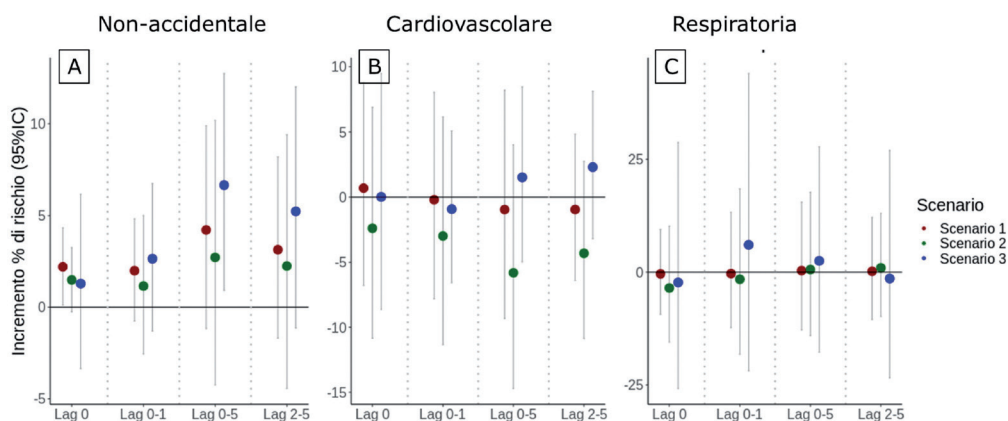 Non-accidentale
Cardiovascolare
Respiratoria
A
B
C
Incremento % di rischio (95%IC)
10
5
0
-5
Lag 0
Lag 0-1
Lag 0-5
Lag 2-5
10
5
0
-5
-10
-15
Lag 0
Lag 0-1
Lag 0-5
Lag 2-5
25
0
-25
Lag 0
Lag 0-1
Lag 0-5
Lag 2-5
Scenario
Scenario 1
Scenario 2
Scenario 3